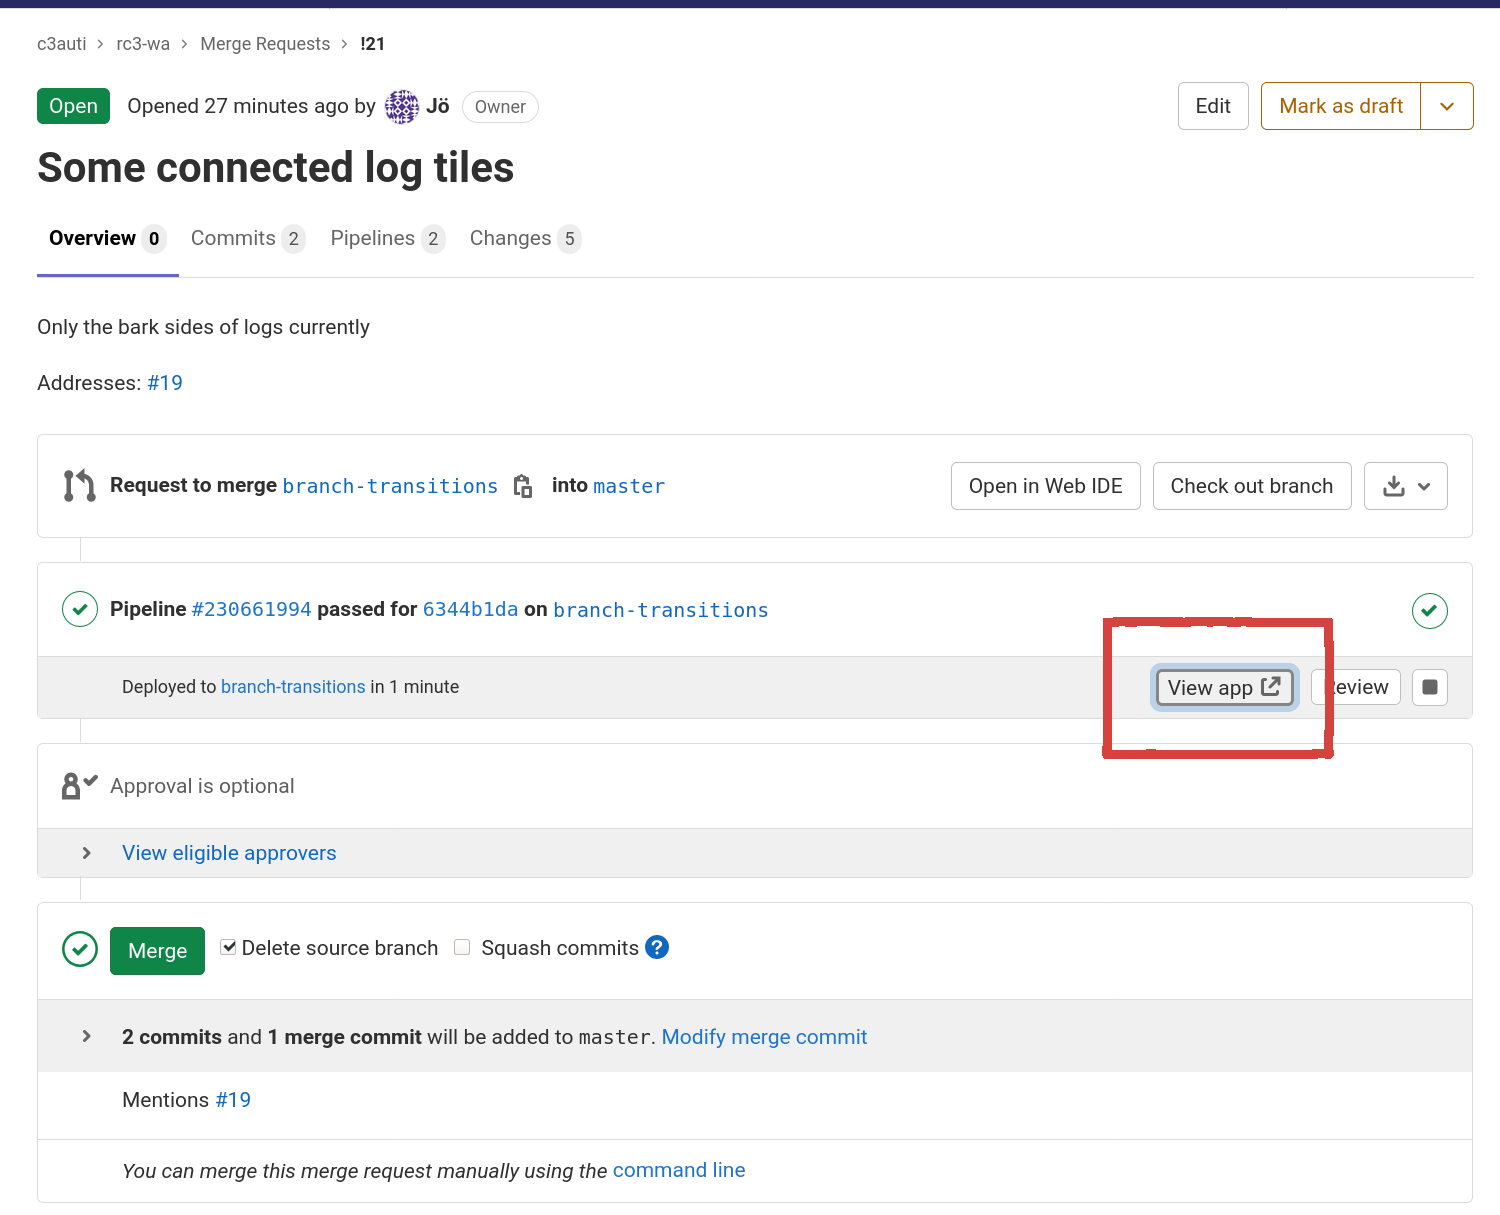 c3auti > rc3-wa > Merge Requests > !21
Open Opened 27 minutes ago by Jö Owner Edit Mark as draft
Some connected log tiles
Overview 0 Commits 2 Pipelines 2 Changes 5
Only the bark sides of logs currently
Addresses: #19
Request to merge branch-transitions into master Open in Web IDE Check out branch
Pipeline #230661994 passed for 6344b1da on branch-transitions
Deployed to branch-transitions in 1 minute View app Review
Approval is optional
View eligible approvers
Merge Delete source branch Squash commits ?
2 commits and 1 merge commit will be added to master. Modify merge commit
Mentions #19
You can merge this merge request manually using the command line